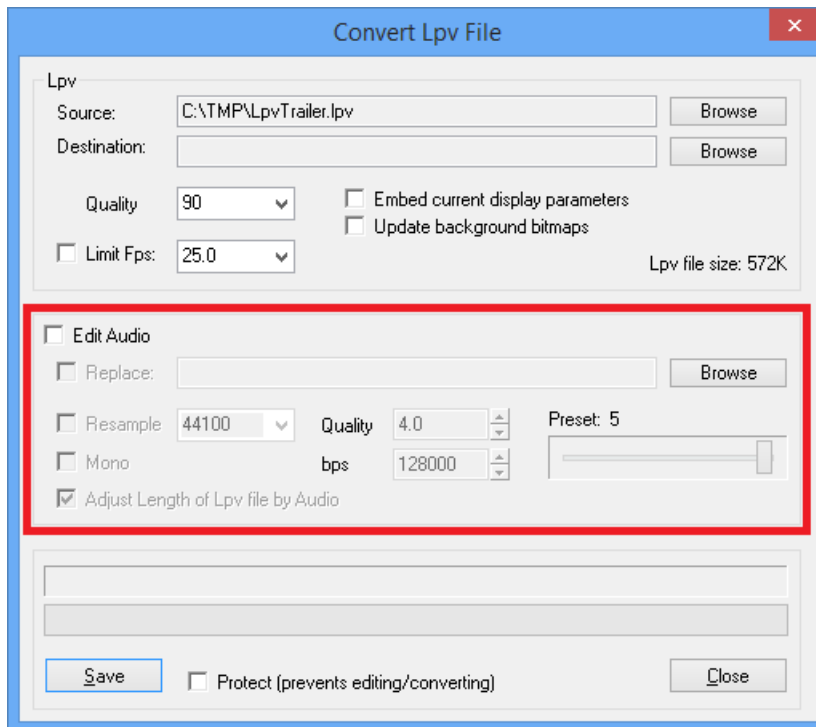 Convert Lpv File
Lpv
Source: C:\TMP\LpvTrailer.lpv Browse
Destination: Browse
Quality 90 Embed current display parameters
Update background bitmaps
Limit Fps: 25.0 Lpv file size: 572K
Edit Audio
Replace: Browse
Resample 44100 Quality 4.0 Preset: 5
Mono bps 128000
Adjust Length of Lpv file by Audio
Save Protect (prevents editing/converting) Close